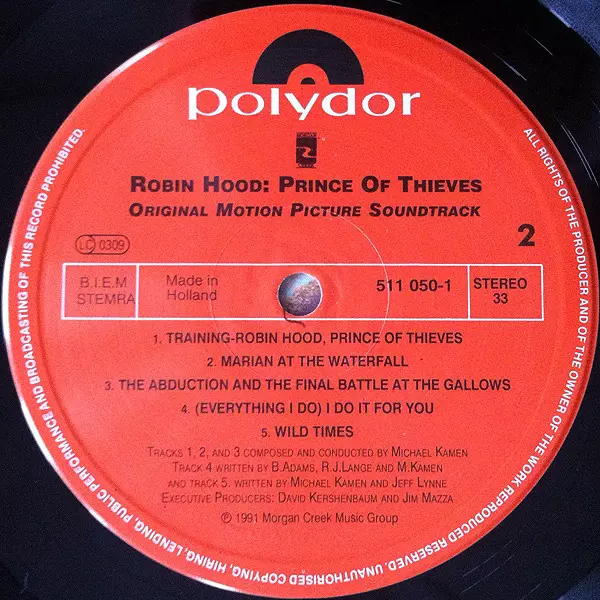 polydor
ROBIN HOOD: PRINCE OF THIEVES
ORIGINAL MOTION PICTURE SOUNDTRACK
LC 0309
2
B.I.E.M
STEMRA
Made in
Holland
511 050-1
STEREO
33
1. TRAINING-ROBIN HOOD, PRINCE OF THIEVES
2. MARIAN AT THE WATERFALL
3. THE ABDUCTION AND THE FINAL BATTLE AT THE GALLOWS
4. (EVERYTHING I DO) I DO IT FOR YOU
5. WILD TIMES
TRACKS 1, 2, AND 3 COMPOSED AND CONDUCTED BY MICHAEL KAMEN
TRACK 4 WRITTEN BY B.ADAMS, R.J.LANGE AND M.KAMEN
AND TRACK 5. WRITTEN BY MICHAEL KAMEN AND JEFF LYNNE
EXECUTIVE PRODUCERS: DAVID KERSHENBAUM AND JIM MAZZA
℗ 1991 Morgan Creek Music Group
ALL RIGHTS OF THE PRODUCER AND OF THE OWNER OF THE WORK REPRODUCED RESERVED. UNAUTHORISED COPYING, HIRING, LENDING, PUBLIC PERFORMANCE AND BROADCASTING OF THIS RECORD PROHIBITED.